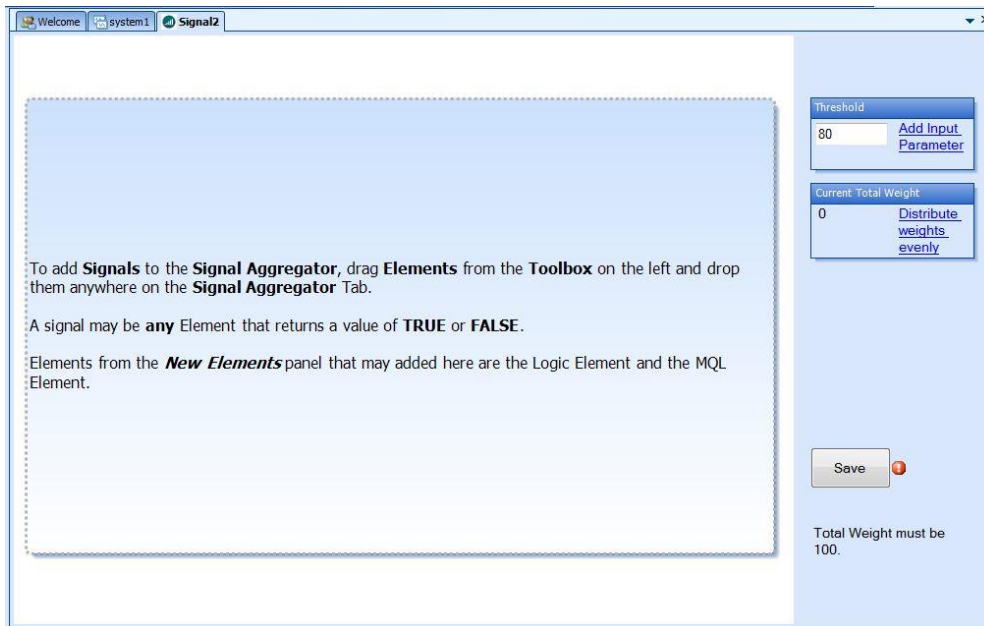 Welcome
system1
Signal2
To add Signals to the Signal Aggregator, drag Elements from the Toolbox on the left and drop
them anywhere on the Signal Aggregator Tab.
A signal may be any Element that returns a value of TRUE or FALSE.
Elements from the New Elements panel that may added here are the Logic Element and the MQL
Element.
Threshold
80
Add Input
Parameter
Current Total Weight
0
Distribute
weights
evenly
Save
Total Weight must be
100.